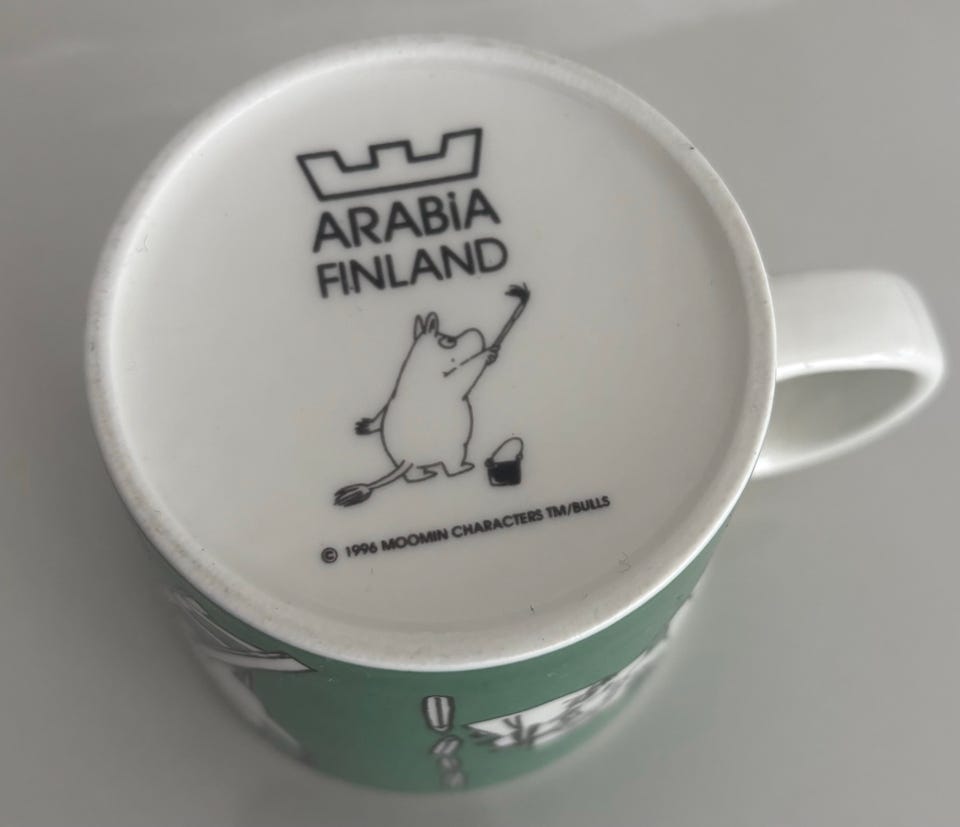 ARABiA
FINLAND
© 1996 MOOMIN CHARACTERS TM/BULLS